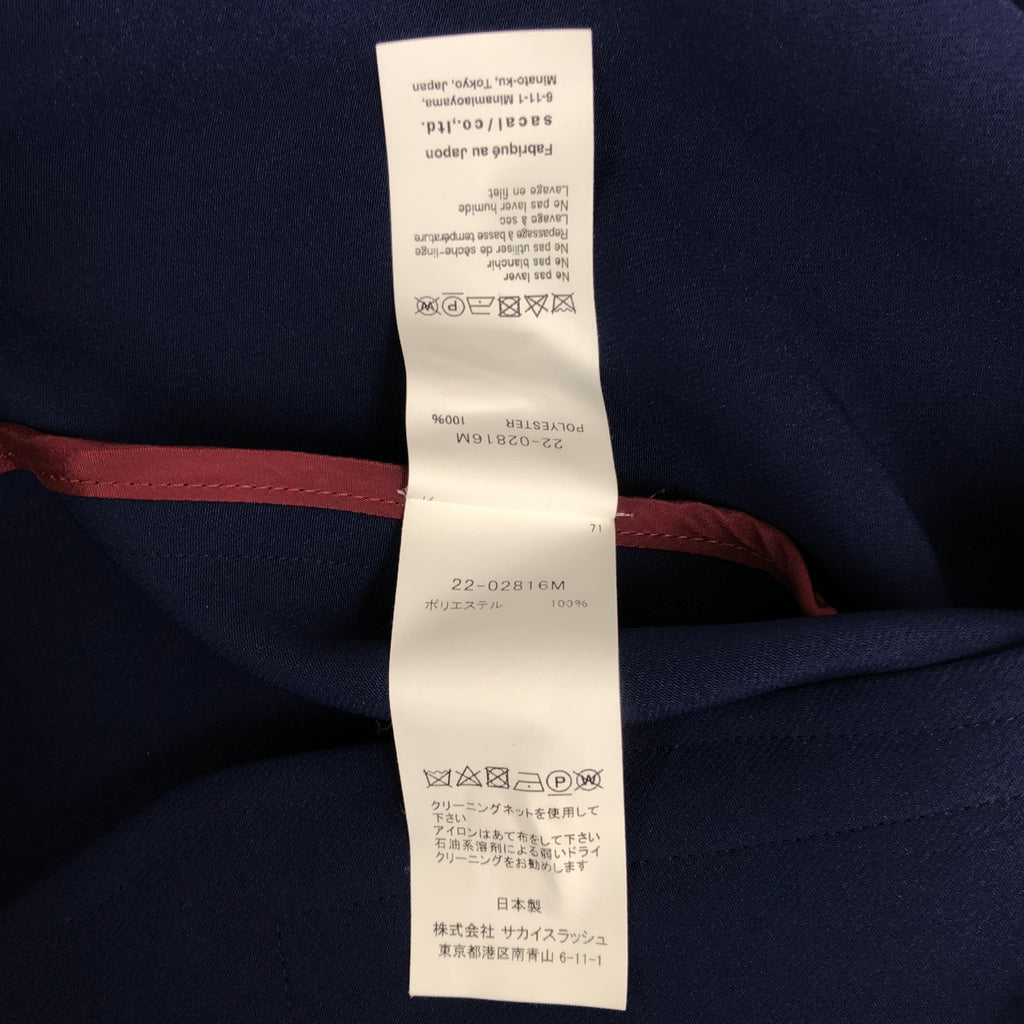 Minato-ku, Tokyo, Japan
6-11-1 Minamiaoyama,
sacai/co.,ltd.
Fabriqué au Japon
Lavage en filet
Ne pas laver humide
Lavage à sec
Repassage à basse température
Ne pas utiliser de sèche-linge
Ne pas blanchir
Ne pas laver
W P
POLYESTER 100%
22-02816M
71
71
22-02816M
ポリエステル 100%
P W
クリーニングネットを使用して
下さい
アイロンはあて布をして下さい
石油系溶剤による弱いドライ
クリーニングをお勧めします
日本製
株式会社 サカイスラッシュ
東京都港区南青山 6-11-1